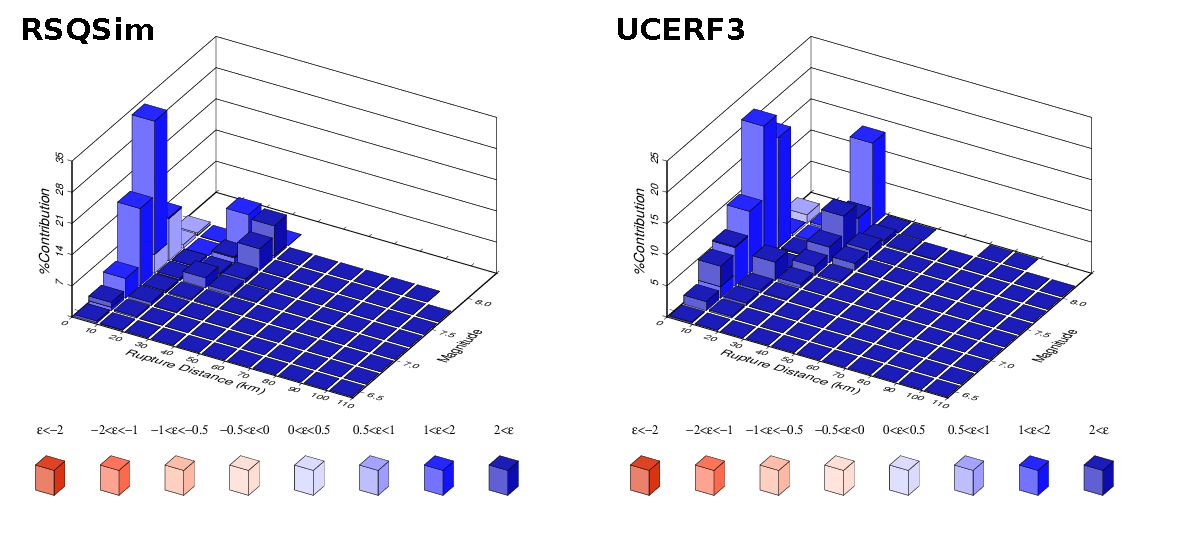 RSQSim
%Contribution
35
28
21
14
7
0
10
20
30
40
50
60
70
80
90
100
110
Rupture Distance (km)
6.5
7.0
7.5
8.0
Magnitude
ε<−2
−2<ε<−1
−1<ε<−0.5
−0.5<ε<0
0<ε<0.5
0.5<ε<1
1<ε<2
2<ε
UCERF3
%Contribution
25
20
15
10
5
0
10
20
30
40
50
60
70
80
90
100
110
Rupture Distance (km)
6.5
7.0
7.5
8.0
Magnitude
ε<−2
−2<ε<−1
−1<ε<−0.5
−0.5<ε<0
0<ε<0.5
0.5<ε<1
1<ε<2
2<ε